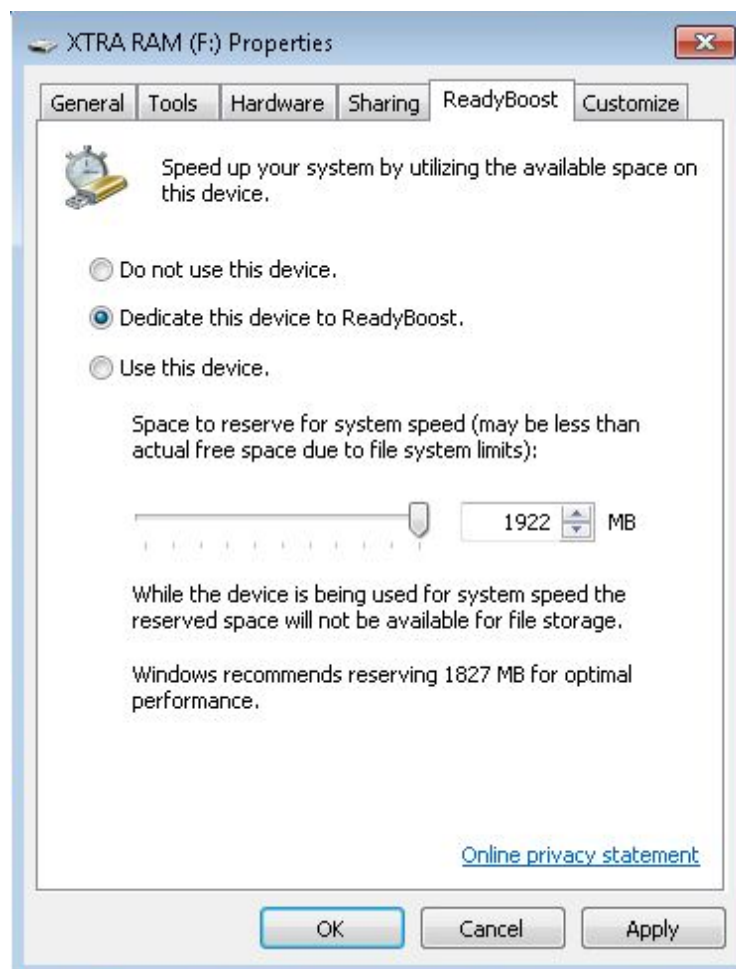 XTRA RAM (F:) Properties
General Tools Hardware Sharing ReadyBoost Customize
Speed up your system by utilizing the available space on
this device.
Do not use this device.
Dedicate this device to ReadyBoost.
Use this device.
Space to reserve for system speed (may be less than
actual free space due to file system limits):
1922 MB
While the device is being used for system speed the
reserved space will not be available for file storage.
Windows recommends reserving 1827 MB for optimal
performance.
Online privacy statement
OK Cancel Apply